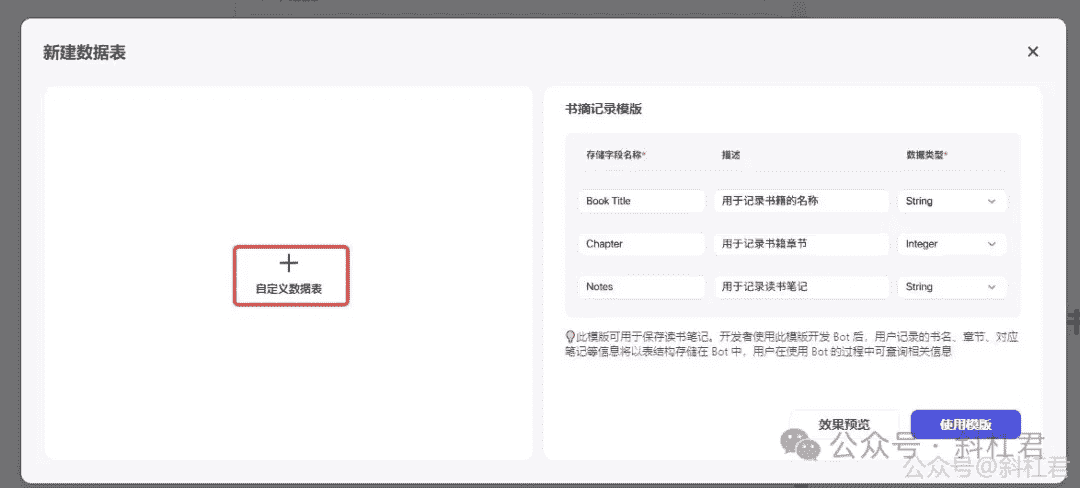 新建数据表
自定义数据表
书摘记录模版
存储字段名称* 描述 数据类型*
Book Title 用于记录书籍的名称 String
Chapter 用于记录书籍章节 Integer
Notes 用于记录读书笔记 String
此模版可用于保存读书笔记。开发者使用此模版开发 Bot 后，用户记录的书名、章节、对应
笔记等信息将以表结构存储在 Bot 中，用户在使用 Bot 的过程中可查询相关信息
效果预览 使用模版
公众号 · 斜杠君
公众号@斜杠君